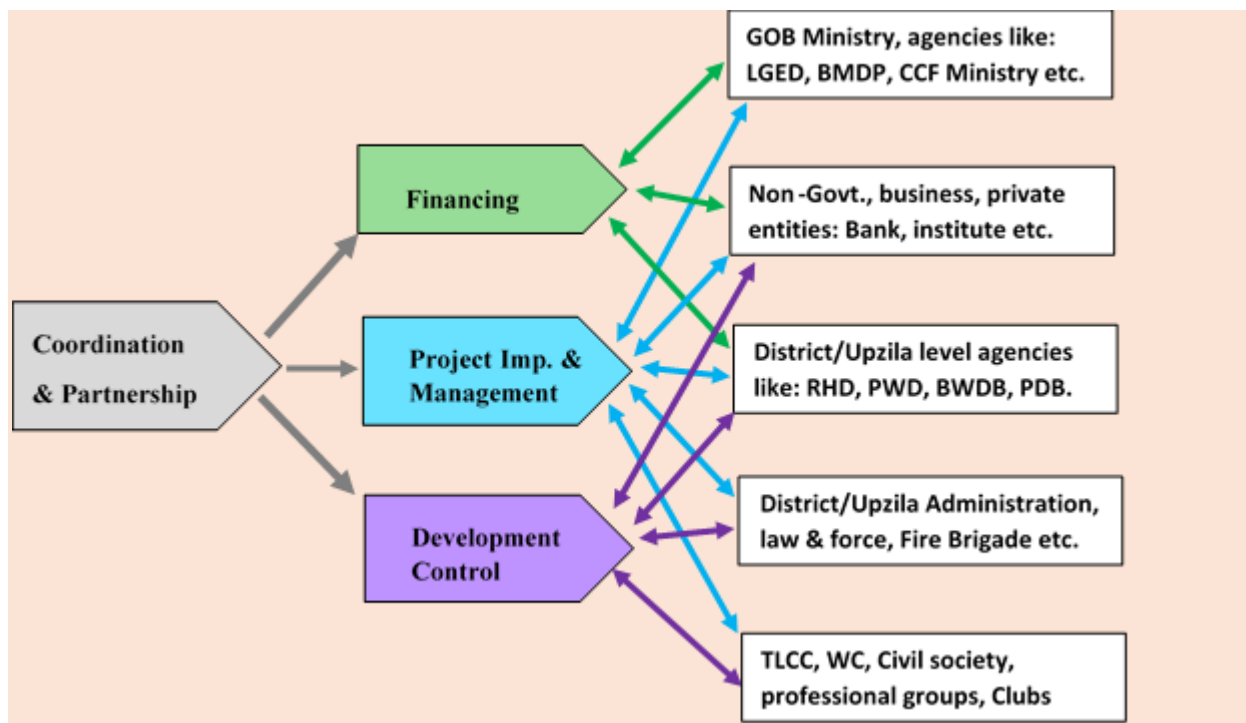 GOB Ministry, agencies like:
LGED, BMDP, CCF Ministry etc.
Financing
Non -Govt., business, private
entities: Bank, institute etc.
Coordination
& Partnership
Project Imp. &
Management
District/Upzila level agencies
like: RHD, PWD, BWDB, PDB.
Development
Control
District/Upzila Administration,
law & force, Fire Brigade etc.
TLCC, WC, Civil society,
professional groups, Clubs